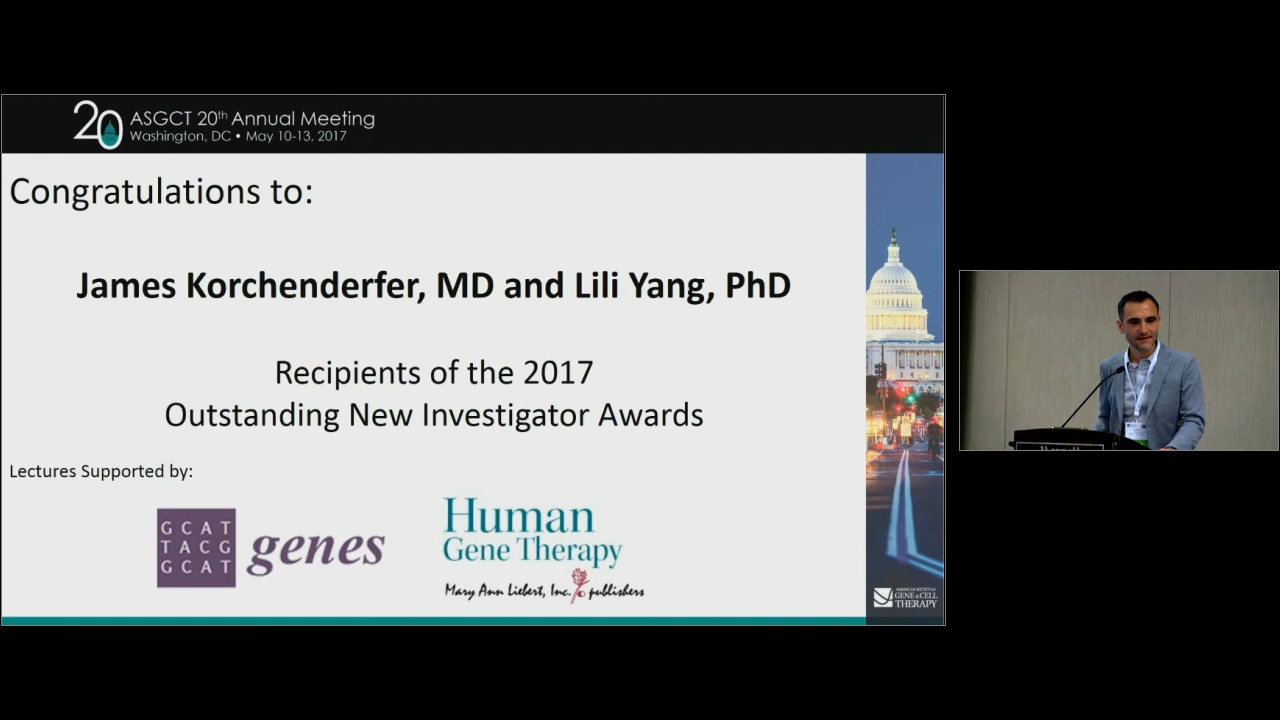 20
ASGCT 20th Annual Meeting
Washington, DC • May 10-13, 2017
Congratulations to:
James Korchenderfer, MD and Lili Yang, PhD
Recipients of the 2017
Outstanding New Investigator Awards
Lectures Supported by:
GCAT
TACG
GCAT
genes
Human
Gene Therapy
Mary Ann Liebert, Inc. publishers
AMERICAN SOCIETY of
GENE & CELL
THERAPY